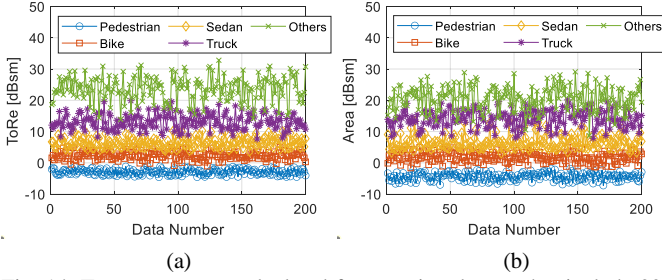 50
40
30
20
10
0
-10
ToRe [dBsm]
Pedestrian Sedan Others
Bike Truck
0 50 100 150 200
Data Number
(a)
50
40
30
20
10
0
-10
Area [dBsm]
Pedestrian Sedan Others
Bike Truck
0 50 100 150 200
Data Number
(b)